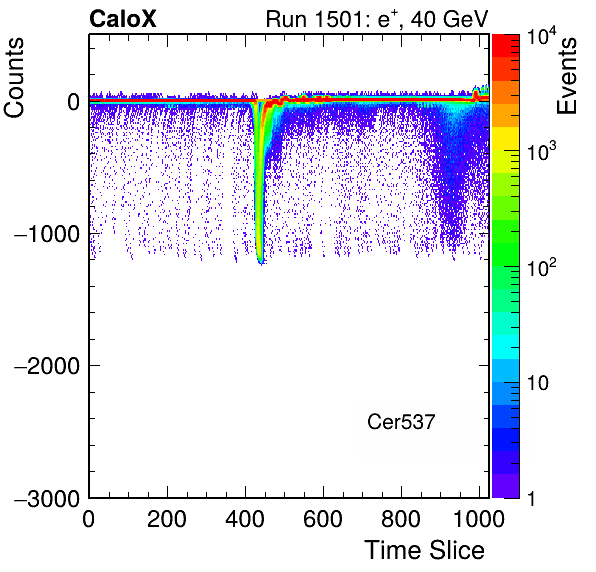 CaloX Run 1501: e⁺, 40 GeV
Counts
Events
0
−1000
−2000
−3000
0 200 400 600 800 1000
Time Slice
Cer537
10⁴
10³
10²
10
1